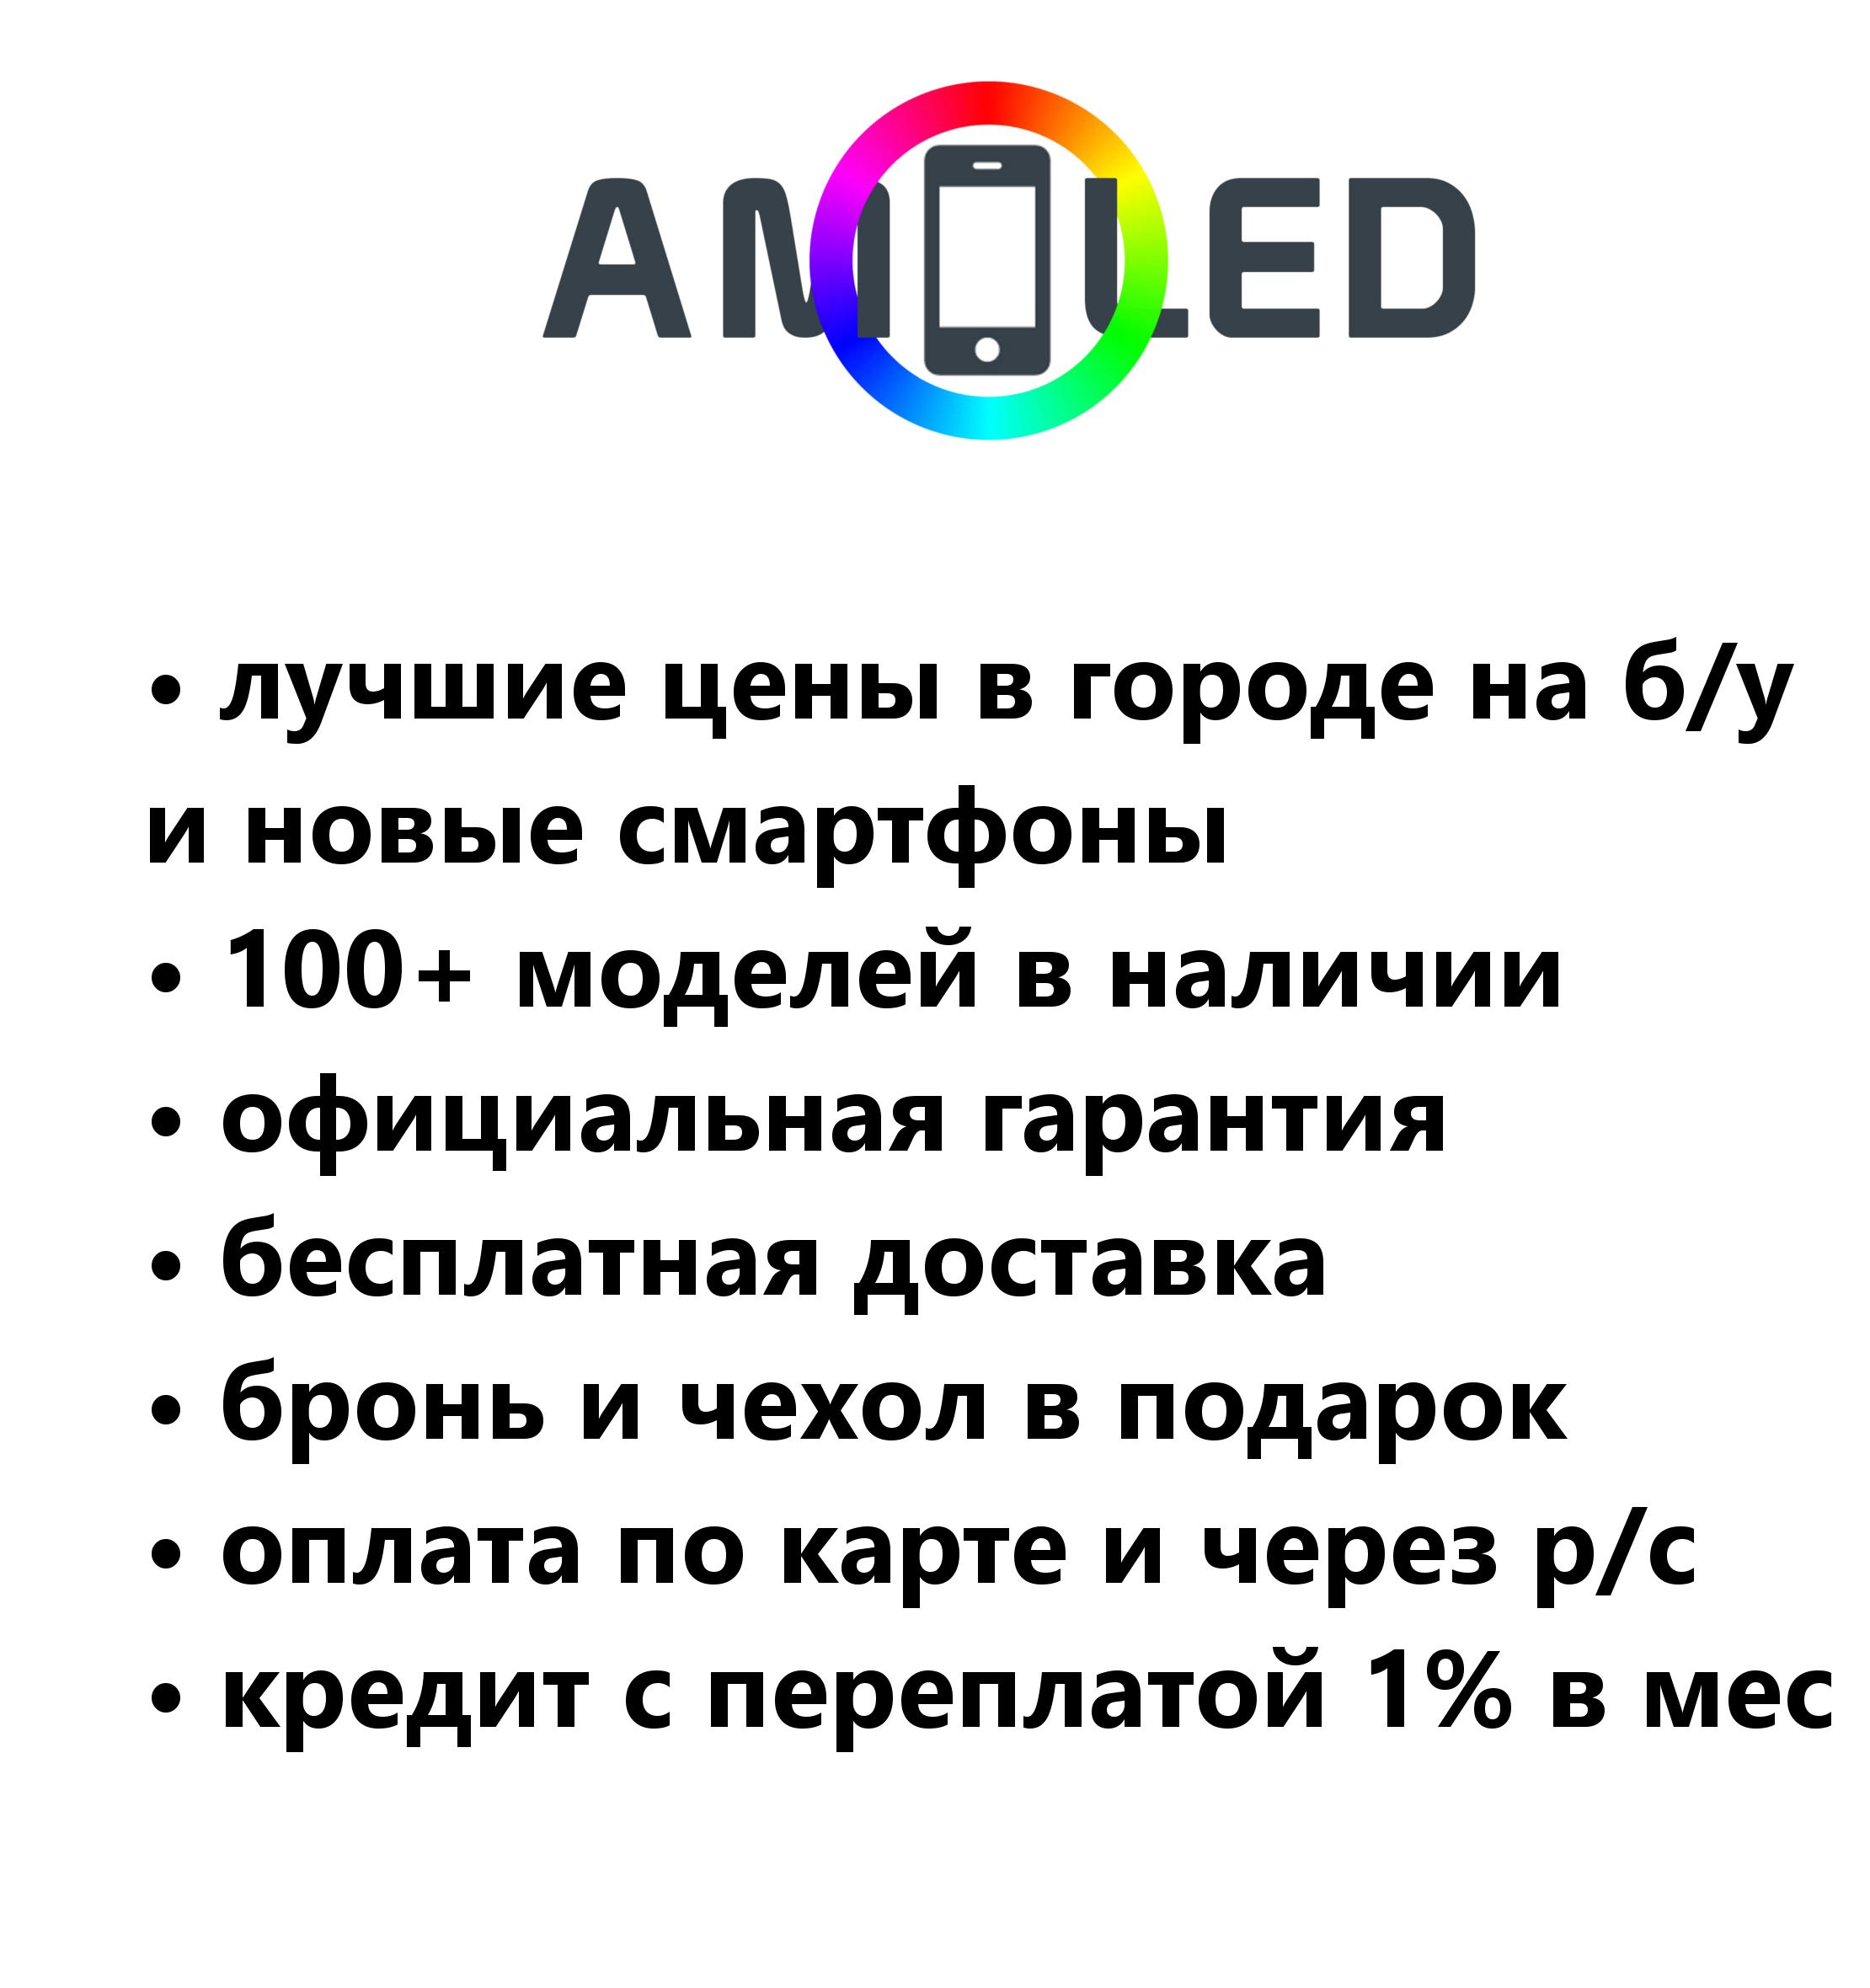 AMOLED
• лучшие цены в городе на б/у
и новые смартфоны
• 100+ моделей в наличии
• официальная гарантия
• бесплатная доставка
• бронь и чехол в подарок
• оплата по карте и через р/с
• кредит с переплатой 1% в мес